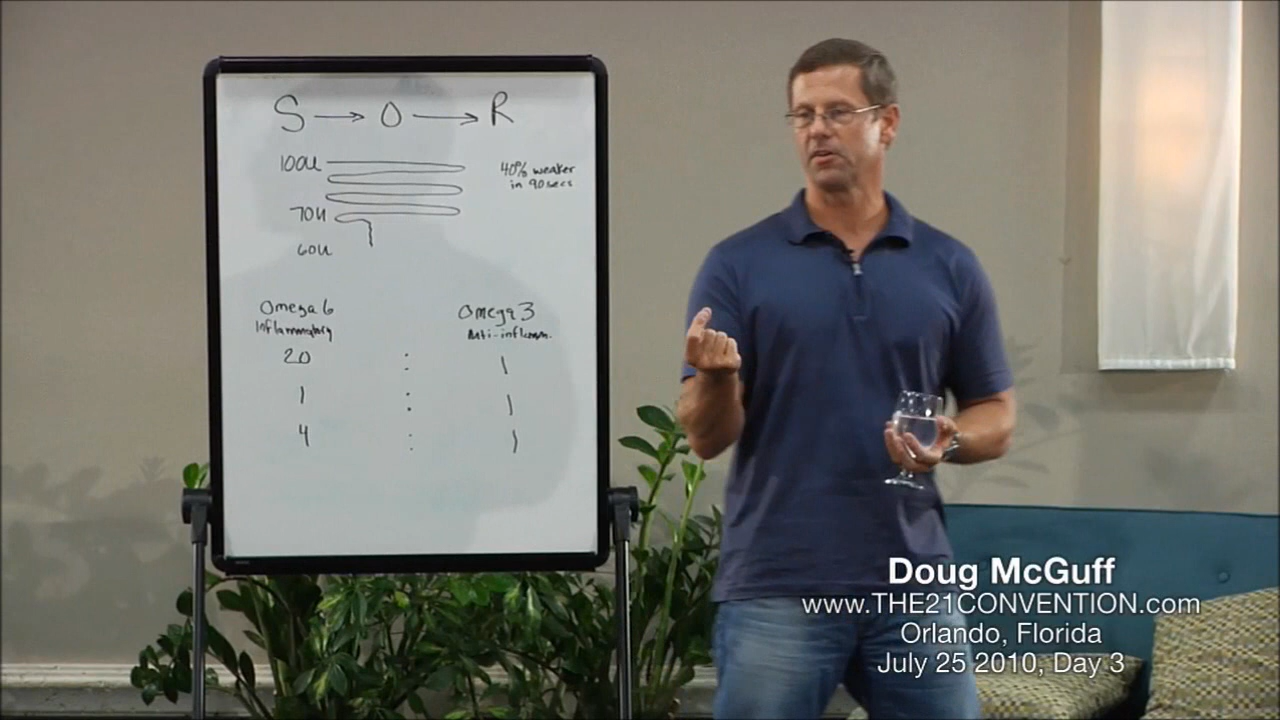 S → O → R
100U
40% weaker
in 90secs
70U
60U
Omega 6
Inflammatory
Omega 3
Anti-inflamm.
20 : 1
1 : 1
4 : 1
Doug McGuff
www.THE21CONVENTION.com
Orlando, Florida
July 25 2010, Day 3